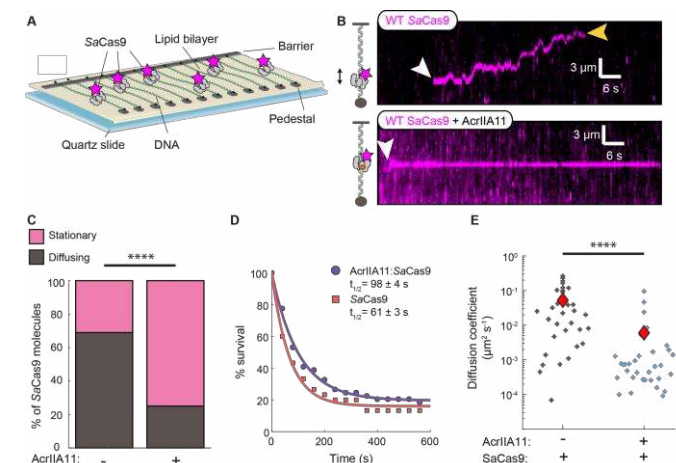 A
SaCas9
Lipid bilayer
Barrier
Pedestal
Quartz slide
DNA
B
WT SaCas9
3 µm
6 s
WT SaCas9 + AcrIIA11
3 µm
6 s
C
Stationary
Diffusing
****
% of SaCas9 molecules
100
80
60
40
20
0
AcrIIA11: - +
D
AcrIIA11:SaCas9
t1/2= 98 ± 4 s
SaCas9
t1/2= 61 ± 3 s
% survival
100
80
60
40
20
0
0 200 400 600
Time (s)
E
****
Diffusion coefficient
(µm² s⁻¹)
10⁰
10⁻¹
10⁻²
10⁻³
10⁻⁴
AcrIIA11: - +
SaCas9: + +